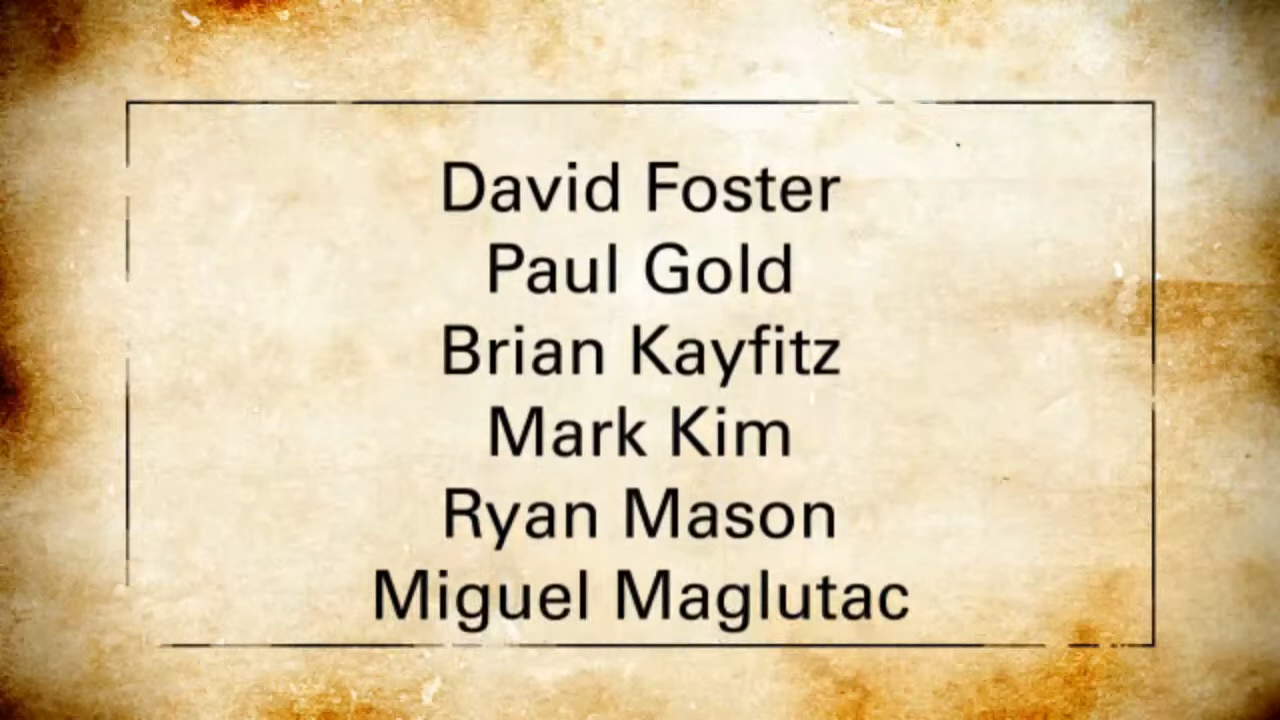 David Foster
Paul Gold
Brian Kayfitz
Mark Kim
Ryan Mason
Miguel Maglutac